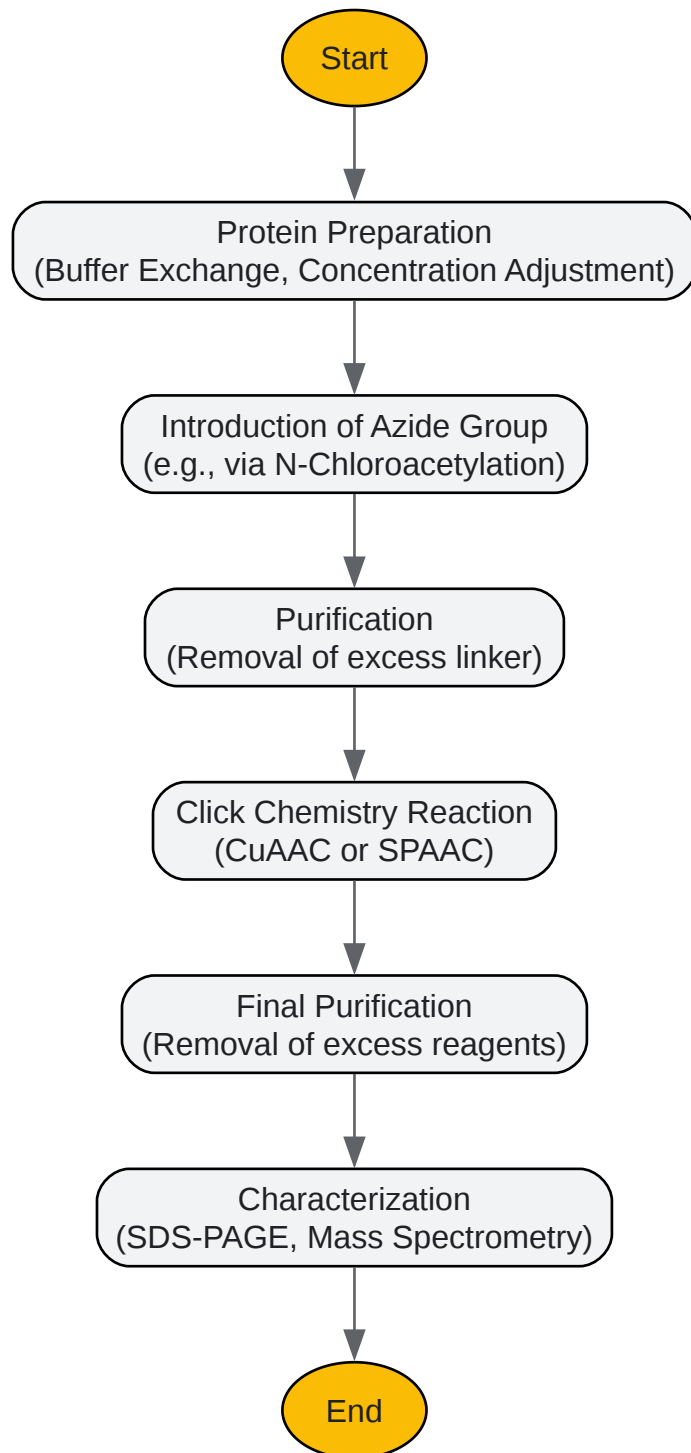 Start
Protein Preparation
(Buffer Exchange, Concentration Adjustment)
Introduction of Azide Group
(e.g., via N-Chloroacetylation)
Purification
(Removal of excess linker)
Click Chemistry Reaction
(CuAAC or SPAAC)
Final Purification
(Removal of excess reagents)
Characterization
(SDS-PAGE, Mass Spectrometry)
End